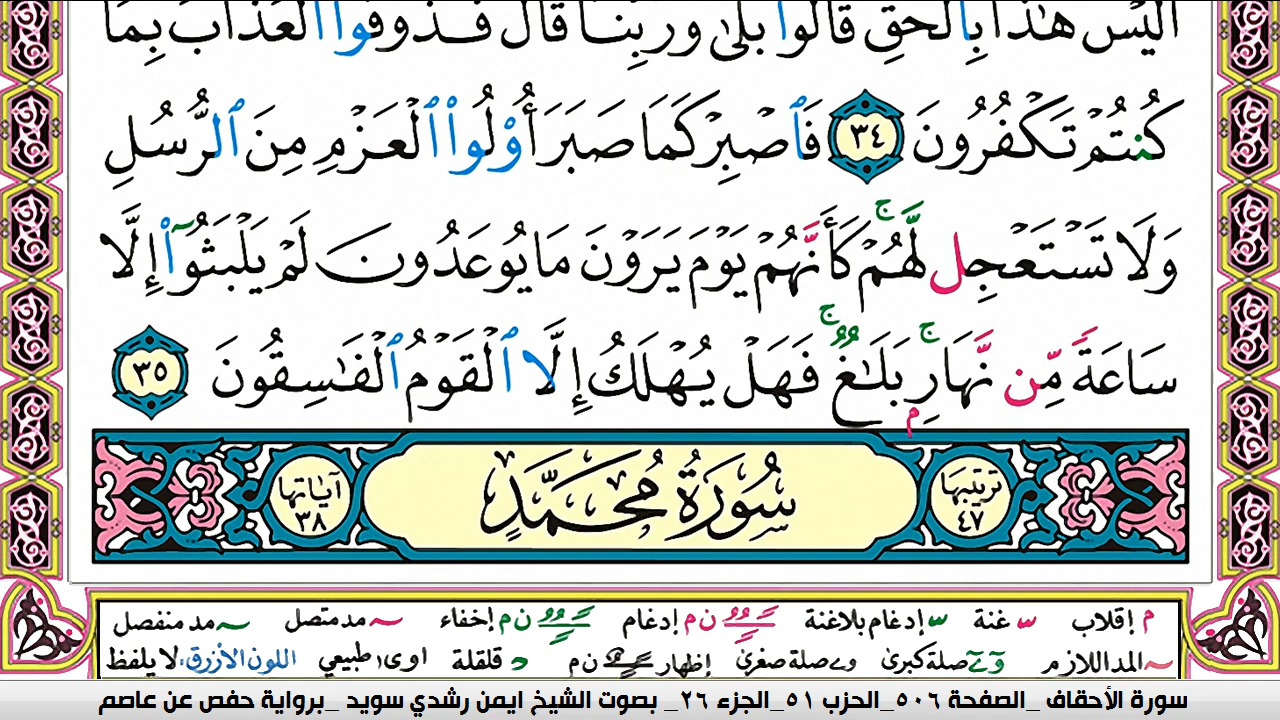 أَلَيْسَ هَٰذَا بِٱلْحَقِّ قَالُوا۟ بَلَىٰ وَرَبِّنَا قَالَ فَذُوقُوا۟ ٱلْعَذَابَ بِمَا
كُنتُمْ تَكْفُرُونَ ٣٤ فَٱصْبِرْ كَمَا صَبَرَ أُو۟لُوا۟ ٱلْعَزْمِ مِنَ ٱلرُّسُلِ
وَلَا تَسْتَعْجِل لَّهُمْ ۚ كَأَنَّهُمْ يَوْمَ يَرَوْنَ مَا يُوعَدُونَ لَمْ يَلْبَثُوٓا۟ إِلَّا
سَاعَةً مِّن نَّهَارٍۭ ۚ بَلَٰغٌ ۚ فَهَلْ يُهْلَكُ إِلَّا ٱلْقَوْمُ ٱلْفَٰسِقُونَ ٣٥
ترتيبها ٤٧ سُورَةُ مُحَمَّدٍ آياتها ٣٨
م إقلاب غنة إدغام بلاغنة ن م إدغام ن م إخفاء مد متصل مد منفصل
المد اللازم صلة كبرى صلة صغرى ن م إظهار قلقلة اوى طبيعي اللون الأزرق: لا يلفظ
سورة الأحقاف _الصفحة ٥٠٦_الحزب ٥١_الجزء ٢٦_ بصوت الشيخ ايمن رشدي سويد _برواية حفص عن عاصم